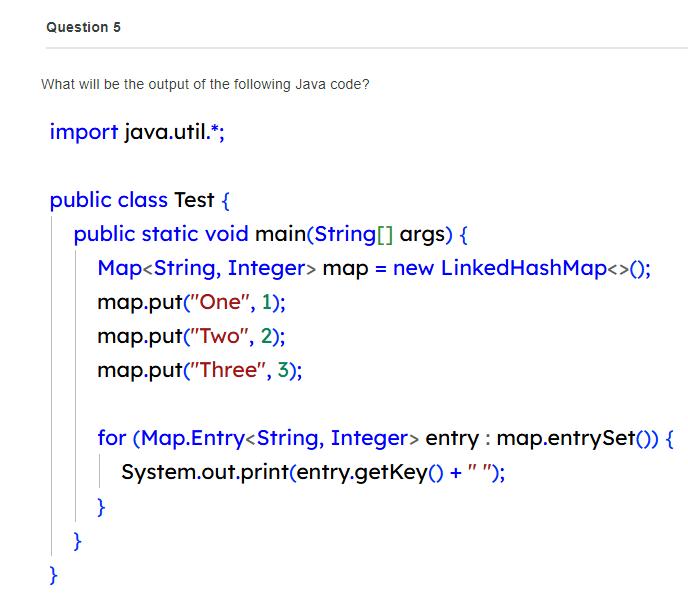 Question 5
What will be the output of the following Java code?
import java.util.*;
public class Test {
public static void main(String[] args) {
Map<String, Integer> map = new LinkedHashMap<>();
map.put("One", 1);
map.put("Two", 2);
map.put("Three", 3);
for (Map.Entry<String, Integer> entry : map.entrySet()) {
System.out.print(entry.getKey() + " ");
}
}
}